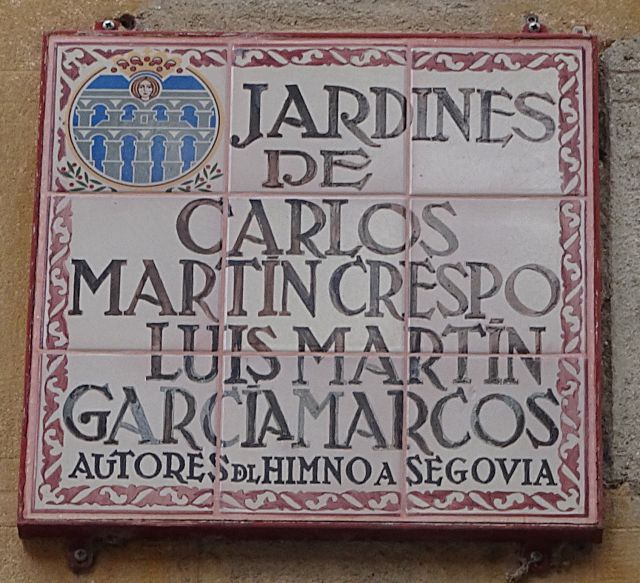 JARDINES
DE
CARLOS
MARTÍN CRESPO
LUIS MARTÍN
GARCÍA MARCOS
AUTORES DL HIMNO A SEGOVIA